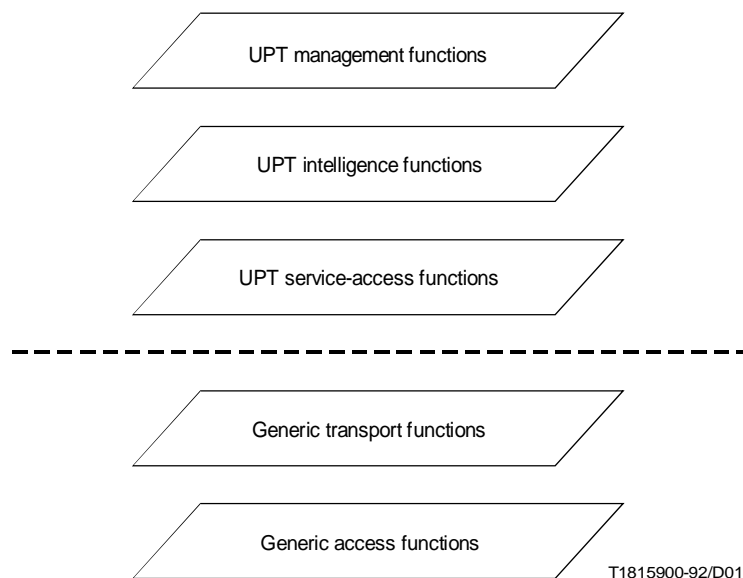 UPT management functions
UPT intelligence functions
UPT service-access functions
Generic transport functions
Generic access functions
T1815900-92/D01